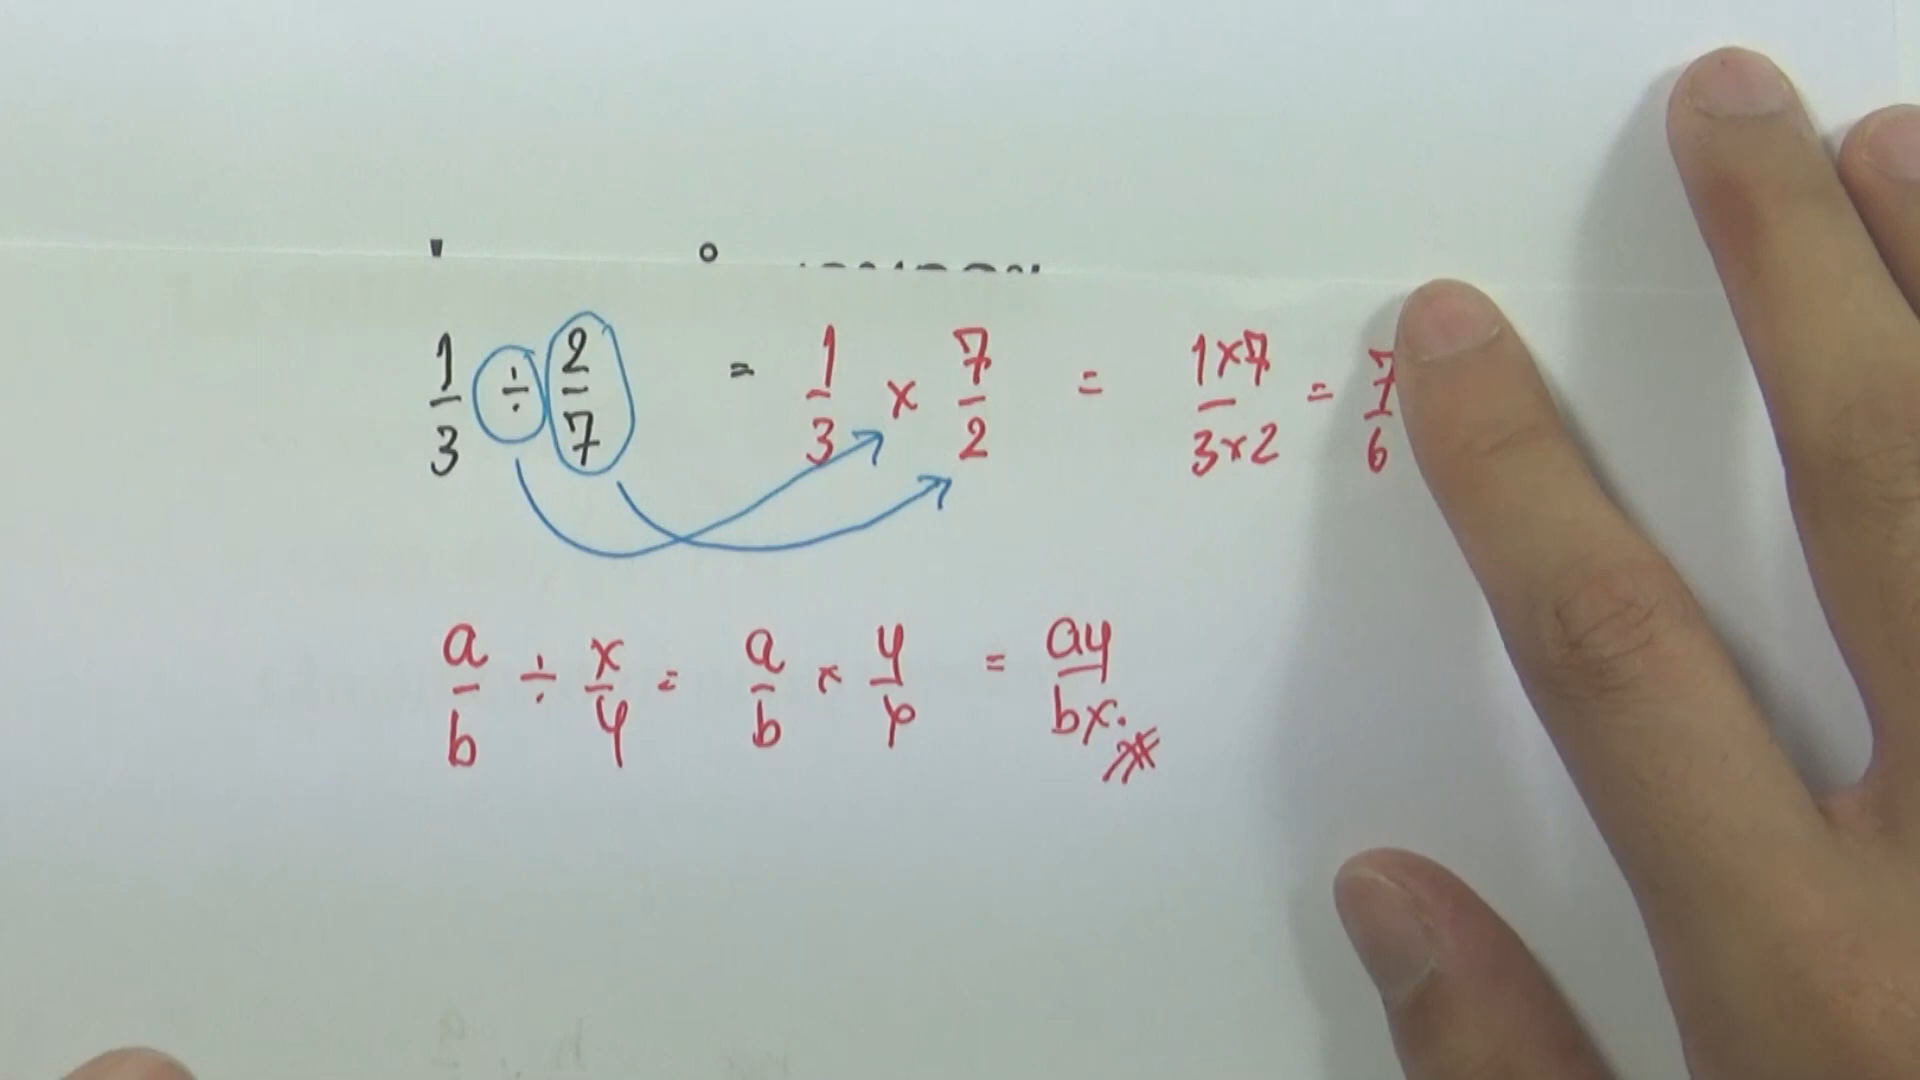 1/3 ÷ 2/7 = 1/3 × 7/2 = 1×7/3×2 = 7/6
a/b ÷ x/y = a/b × y/x = ay/bx.